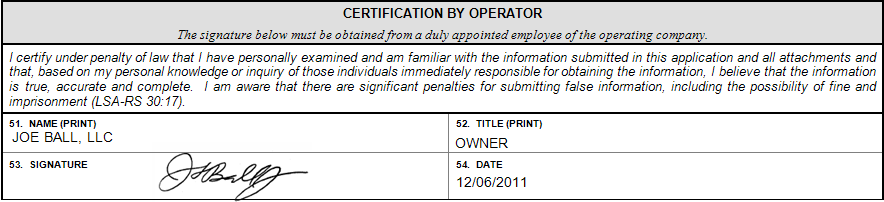 CERTIFICATION BY OPERATOR
The signature below must be obtained from a duly appointed employee of the operating company.
I certify under penalty of law that I have personally examined and am familiar with the information submitted in this application and all attachments and
that, based on my personal knowledge or inquiry of those individuals immediately responsible for obtaining the information, I believe that the information
is true, accurate and complete.  I am aware that there are significant penalties for submitting false information, including the possibility of fine and
imprisonment (LSA-RS 30:17).
51.  NAME (PRINT)
JOE BALL, LLC
52.  TITLE (PRINT)
OWNER
53.  SIGNATURE
54.  DATE
12/06/2011